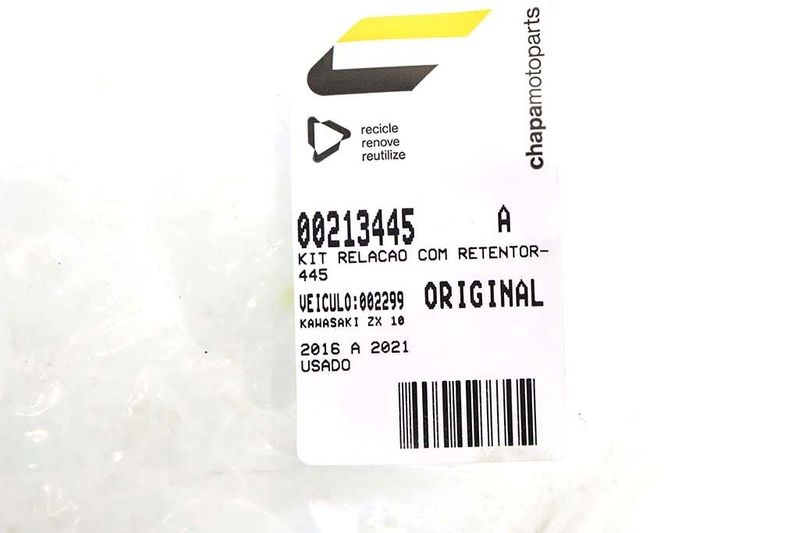 chapamotoparts
recicle
renove
reutilize
00213445 A
KIT RELACAO COM RETENTOR-
445
VEICULO:002299 ORIGINAL
KAWASAKI ZX 10
2016 A 2021
USADO